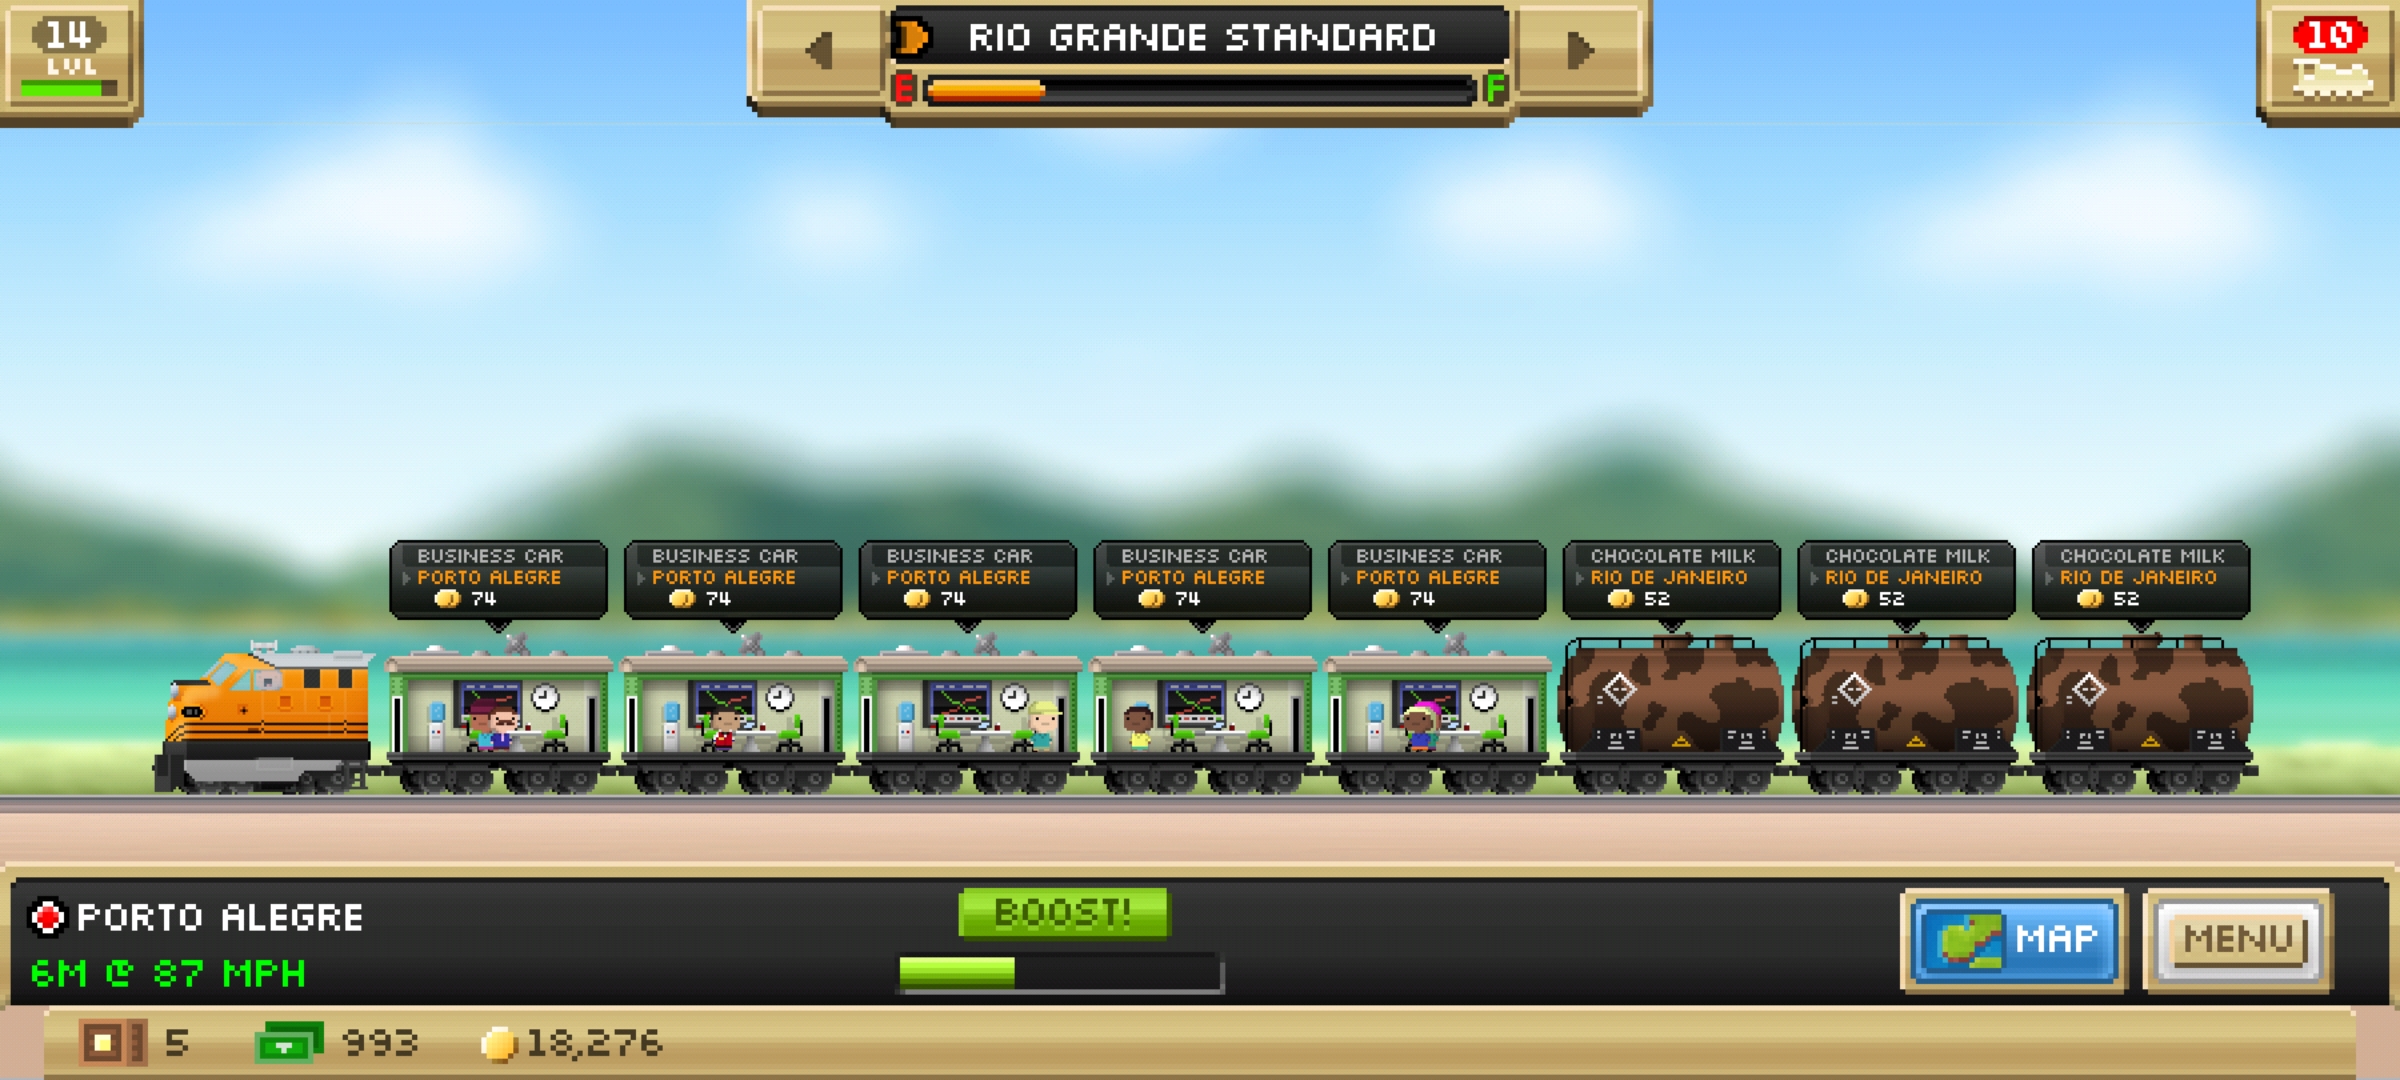 14
LVL
RIO GRANDE STANDARD
E
F
10
BUSINESS CAR
PORTO ALEGRE
74
BUSINESS CAR
PORTO ALEGRE
74
BUSINESS CAR
PORTO ALEGRE
74
BUSINESS CAR
PORTO ALEGRE
74
BUSINESS CAR
PORTO ALEGRE
74
CHOCOLATE MILK
RIO DE JANEIRO
52
CHOCOLATE MILK
RIO DE JANEIRO
52
CHOCOLATE MILK
RIO DE JANEIRO
52
PORTO ALEGRE
6M @ 87 MPH
BOOST!
MAP
MENU
5
993
18,276